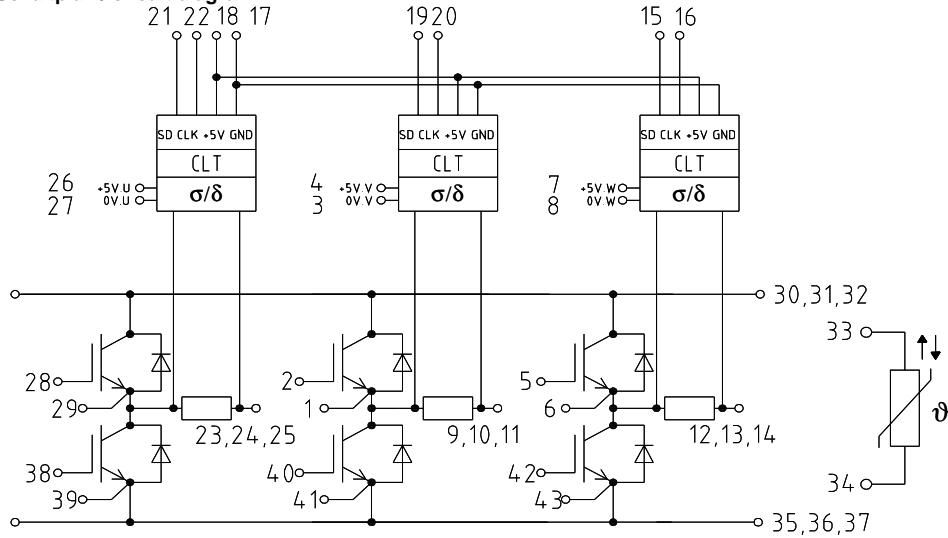 21 22 18 17 19 20 15 16
SD CLK +5V GND SD CLK +5V GND SD CLK +5V GND
CLT CLT CLT
26 +5V.U σ/δ 4 +5V.V σ/δ 7 +5V.W σ/δ
27 0V.U 3 0V.V 8 0V.W
30,31,32
33
28 2 5
29 1 6
ϑ
23,24,25 9,10,11 12,13,14
38 40 42
34
39 41 43
35,36,37